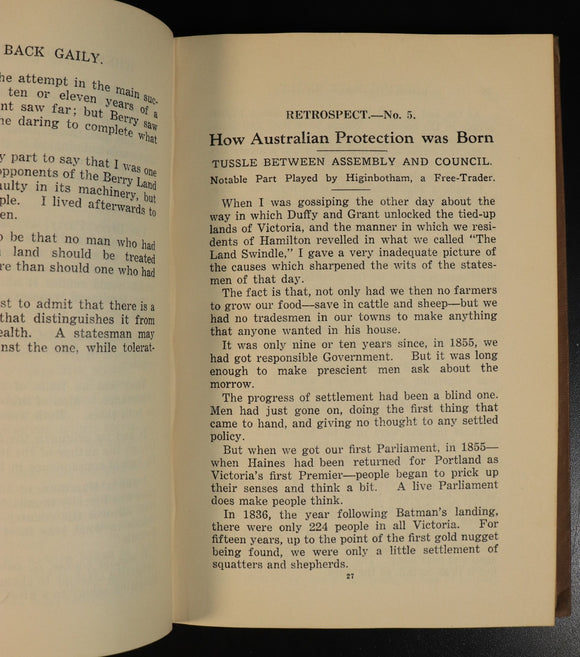 BACK GAILY.
he attempt in the main suc-
ten or eleven years of a
nt saw far; but Berry saw
ne daring to complete what
y part to say that I was one
opponents of the Berry Land
aulty in its machinery, but
ple. I lived afterwards to
en.
o be that no man who had
land should be treated
re than should one who had
st to admit that there is a
that distinguishes it from
ealth. A statesman may
nst the one, while tolerat-
RETROSPECT.—No. 5.
How Australian Protection was Born
TUSSLE BETWEEN ASSEMBLY AND COUNCIL.
Notable Part Played by Higinbotham, a Free-Trader.
When I was gossiping the other day about the
way in which Duffy and Grant unlocked the tied-up
lands of Victoria, and the manner in which we resi-
dents of Hamilton revelled in what we called "The
Land Swindle," I gave a very inadequate picture of
the causes which sharpened the wits of the states-
men of that day.
The fact is that, not only had we then no farmers
to grow our food—save in cattle and sheep—but we
had no tradesmen in our towns to make anything
that anyone wanted in his house.
It was only nine or ten years since, in 1855, we
had got responsible Government. But it was long
enough to make prescient men ask about the
morrow.
The progress of settlement had been a blind one.
Men had just gone on, doing the first thing that
came to hand, and giving no thought to any settled
policy.
But when we got our first Parliament, in 1855—
when Haines had been returned for Portland as
Victoria's first Premier—people began to prick up
their senses and think a bit. A live Parliament
does make people think.
In 1836, the year following Batman's landing,
there were only 224 people in all Victoria. For
fifteen years, up to the point of the first gold nugget
being found, we were only a little settlement of
squatters and shepherds.
27